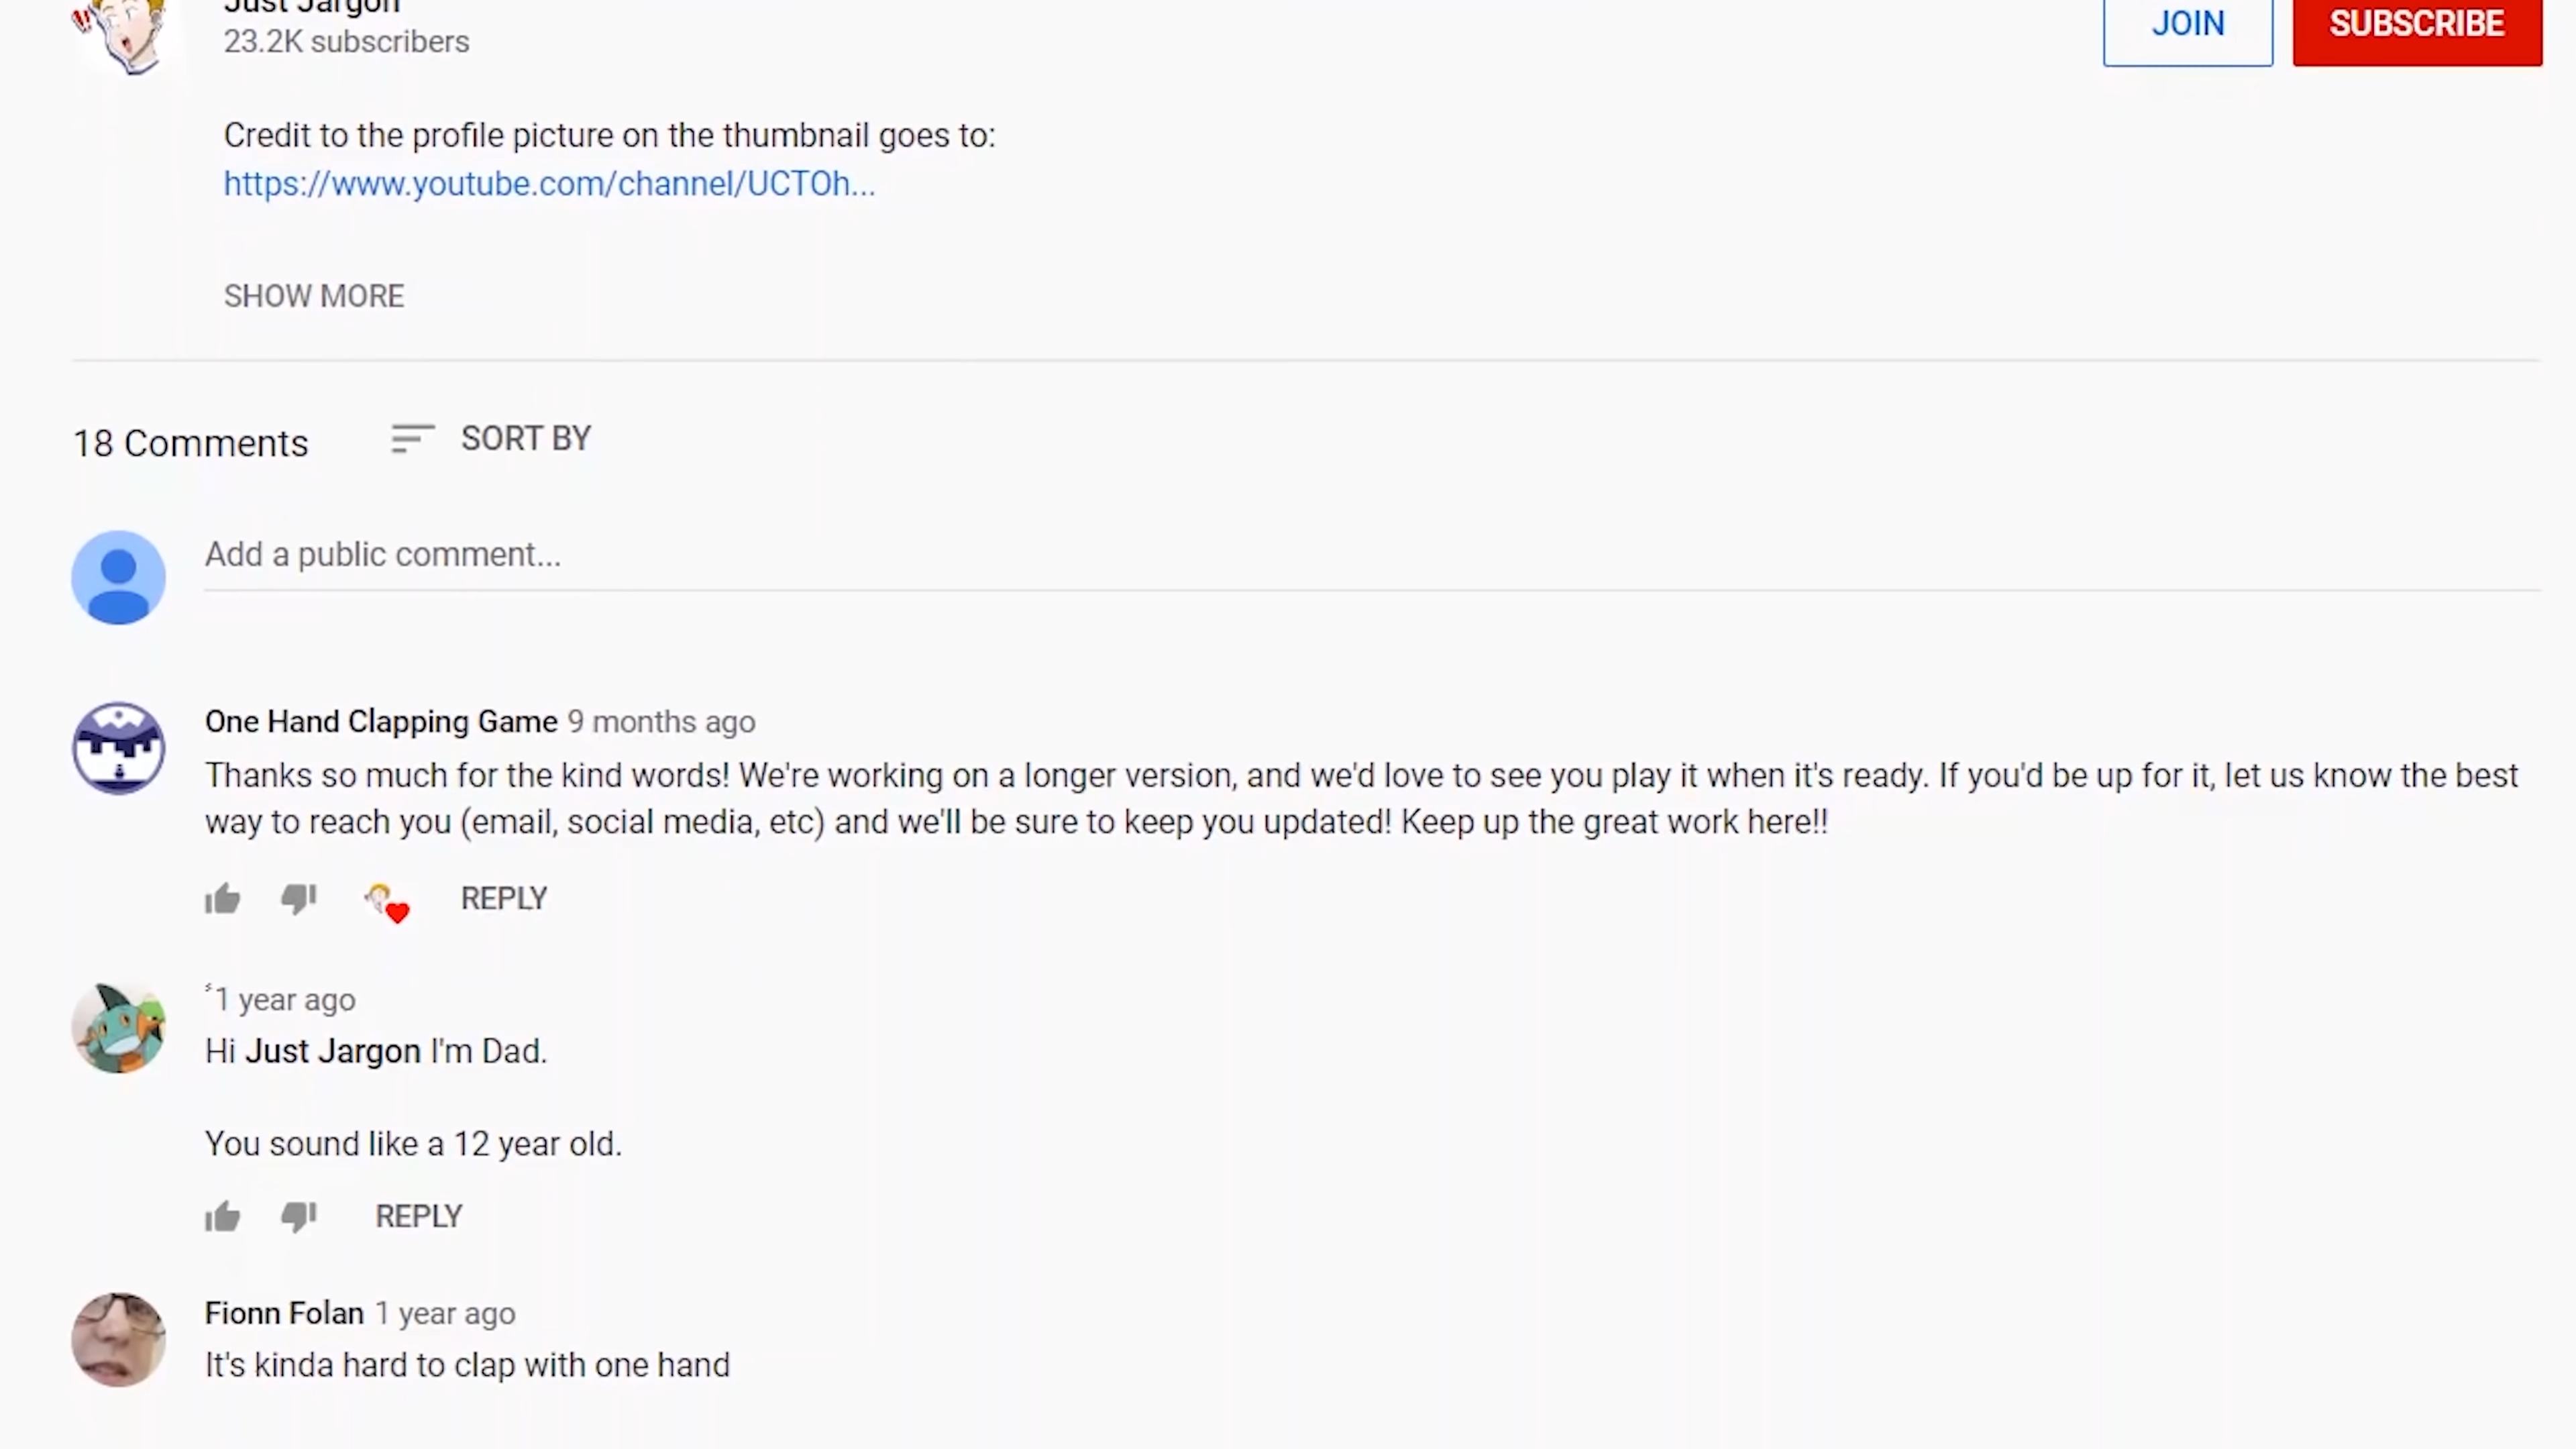 Just Jargon
23.2K subscribers
JOIN
SUBSCRIBE
Credit to the profile picture on the thumbnail goes to:
https://www.youtube.com/channel/UCTOh...
SHOW MORE
18 Comments
SORT BY
Add a public comment...
One Hand Clapping Game 9 months ago
Thanks so much for the kind words! We're working on a longer version, and we'd love to see you play it when it's ready. If you'd be up for it, let us know the best
way to reach you (email, social media, etc) and we'll be sure to keep you updated! Keep up the great work here!!
REPLY
1 year ago
Hi Just Jargon I'm Dad.
You sound like a 12 year old.
REPLY
Fionn Folan 1 year ago
It's kinda hard to clap with one hand